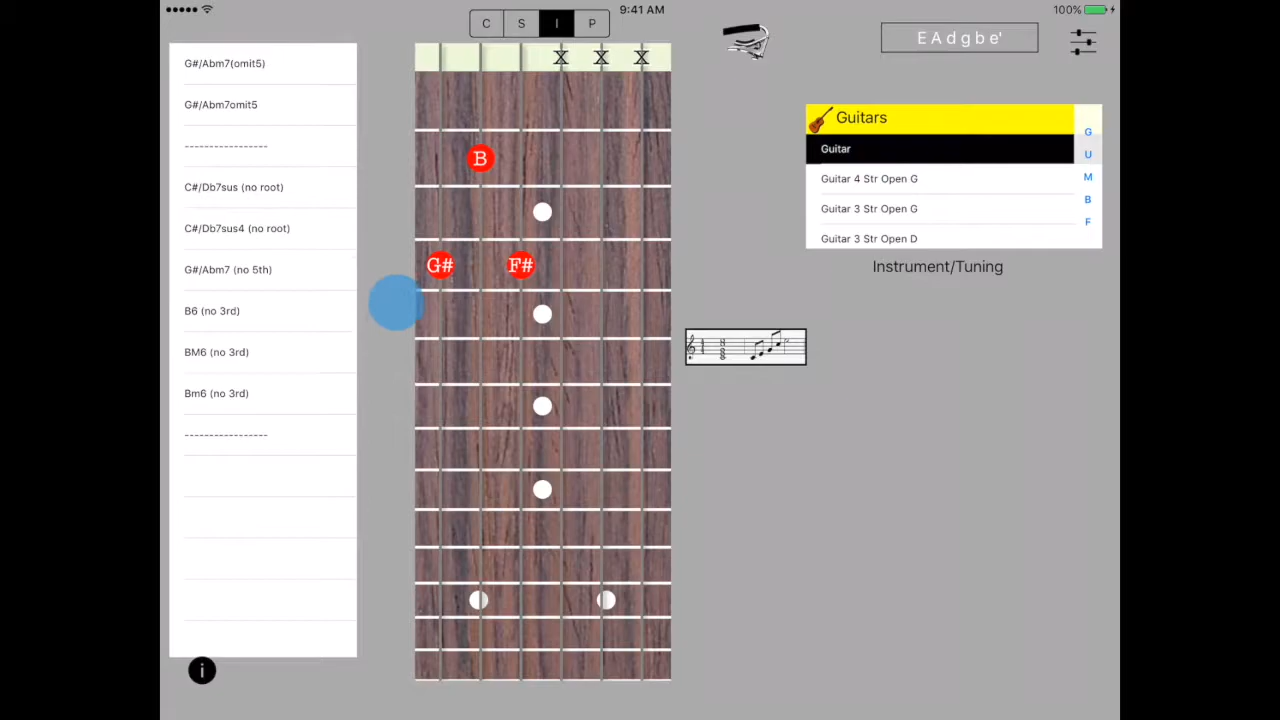 9:41 AM
100%
C S I P
E A d g b e'
G#/Abm7(omit5)
G#/Abm7omit5
-----------------
C#/Db7sus (no root)
C#/Db7sus4 (no root)
G#/Abm7 (no 5th)
B6 (no 3rd)
BM6 (no 3rd)
Bm6 (no 3rd)
-----------------
X X X
B
G# F#
Guitars
Guitar
Guitar 4 Str Open G
Guitar 3 Str Open G
Guitar 3 Str Open D
G
U
M
B
F
Instrument/Tuning
i